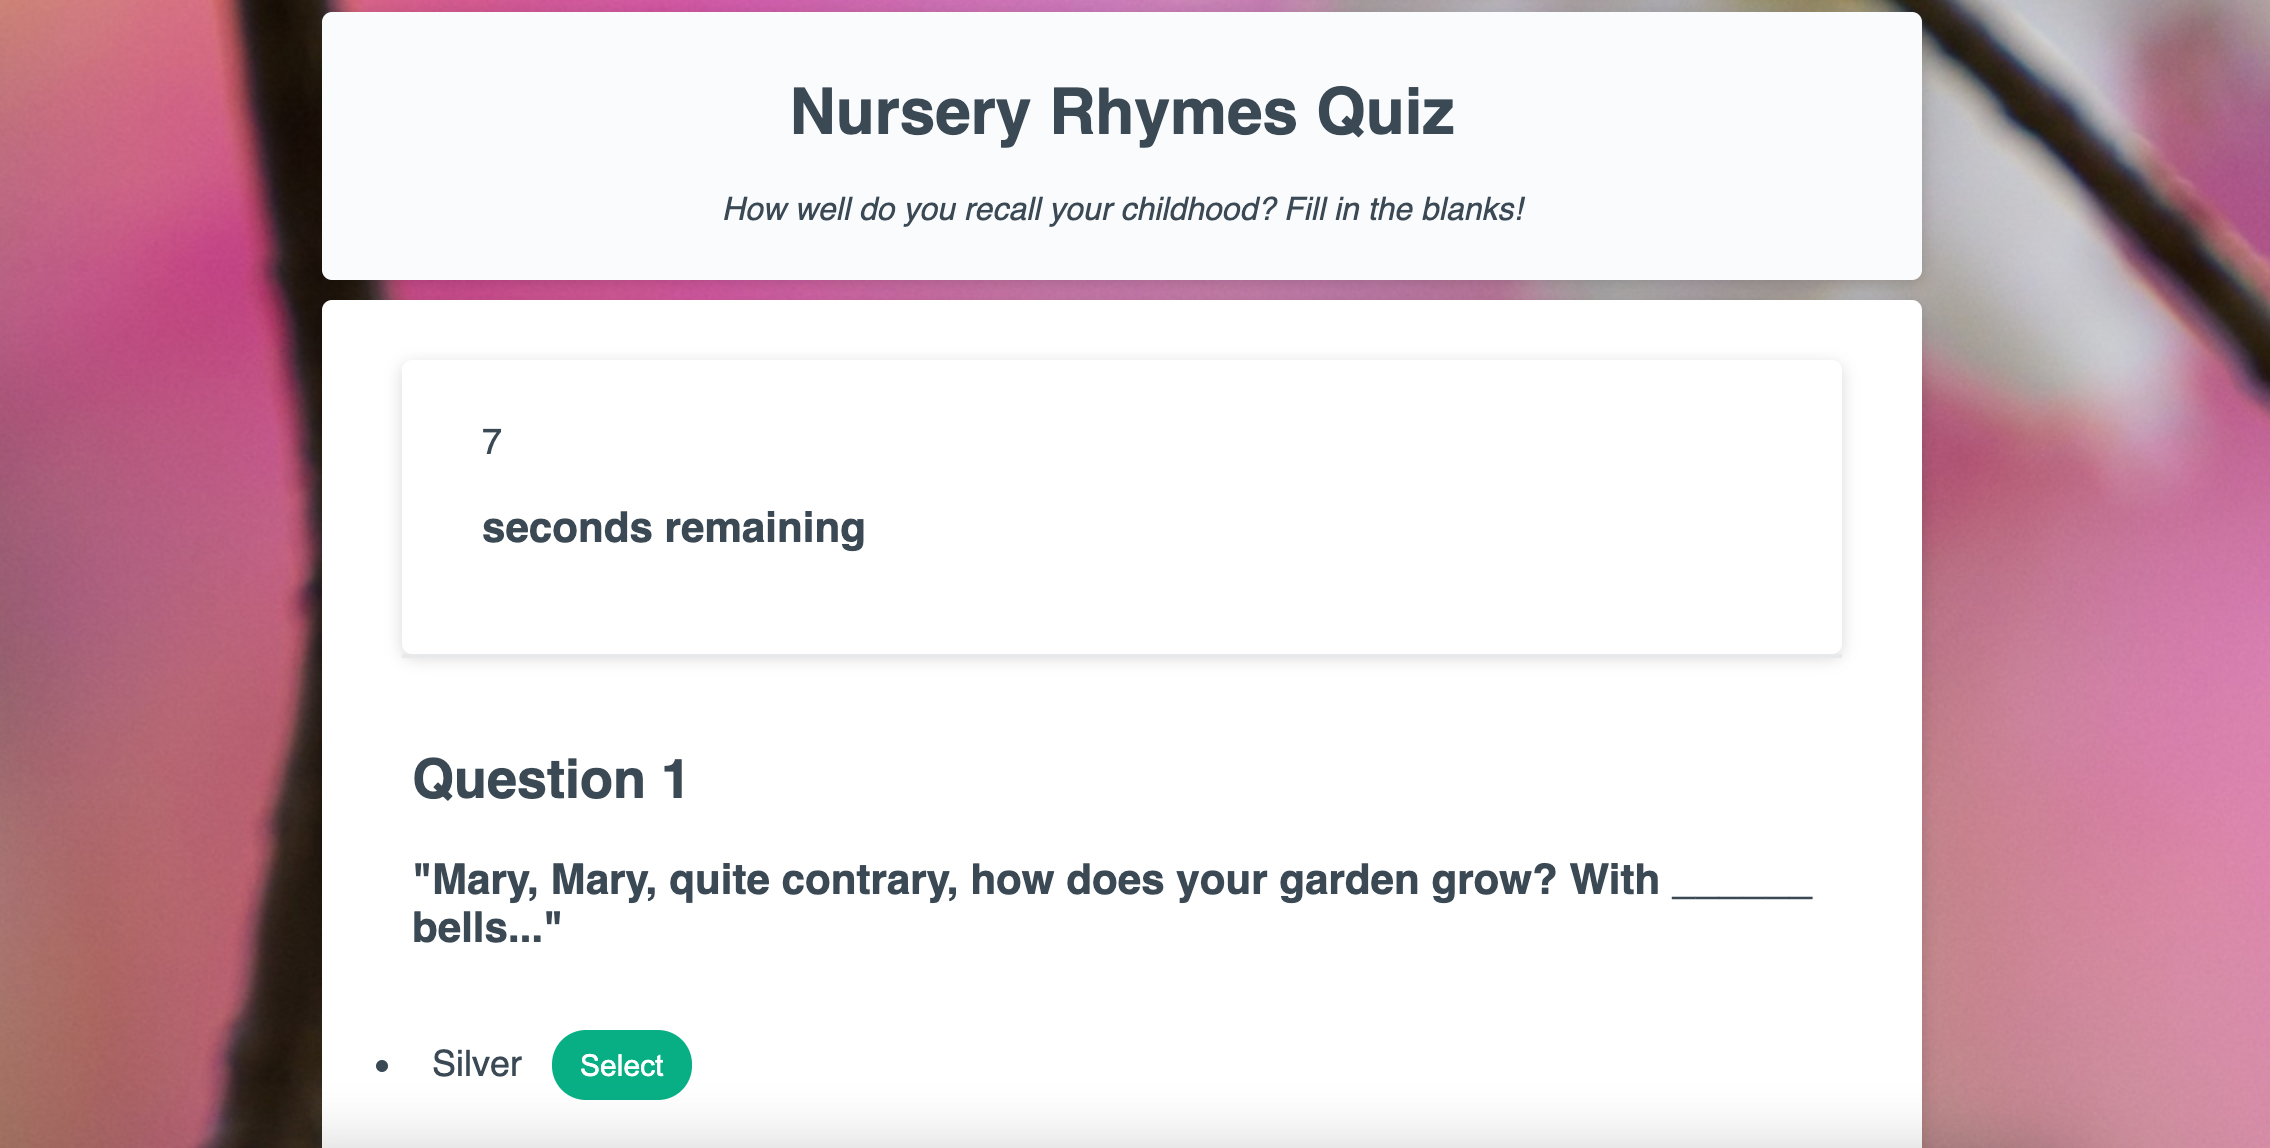 Nursery Rhymes Quiz
How well do you recall your childhood? Fill in the blanks!
7
seconds remaining
Question 1
"Mary, Mary, quite contrary, how does your garden grow? With ______
bells..."
Silver Select